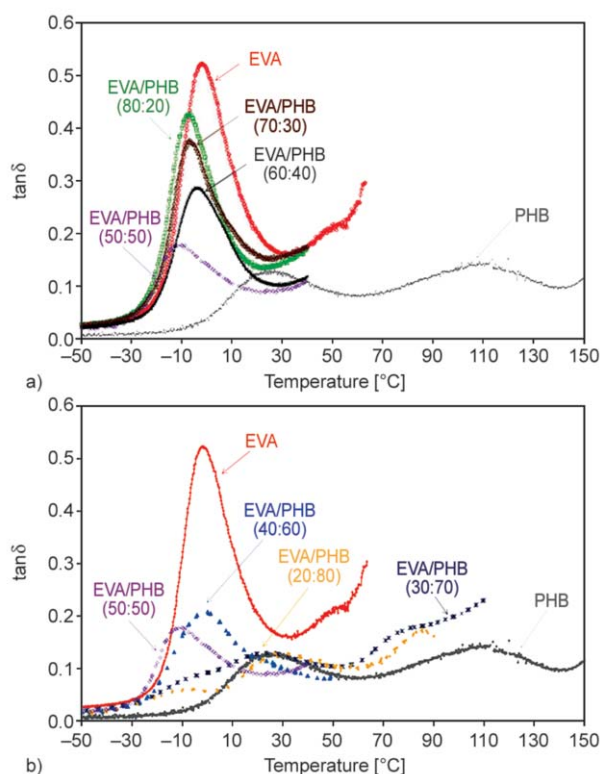 0.6
EVA
0.5
EVA/PHB
(80:20)
EVA/PHB
(70:30)
0.4
EVA/PHB
(60:40)
tanδ
0.3
EVA/PHB
(50:50)
PHB
0.2
0.1
0.0
–50 –30 –10 10 30 50 70 90 110 130 150
a) Temperature [°C]
0.6
EVA
0.5
EVA/PHB
(40:60)
0.4
EVA/PHB
(20:80)
tanδ
0.3
EVA/PHB
(30:70)
EVA/PHB
(50:50)
PHB
0.2
0.1
0.0
–50 –30 –10 10 30 50 70 90 110 130 150
b) Temperature [°C]